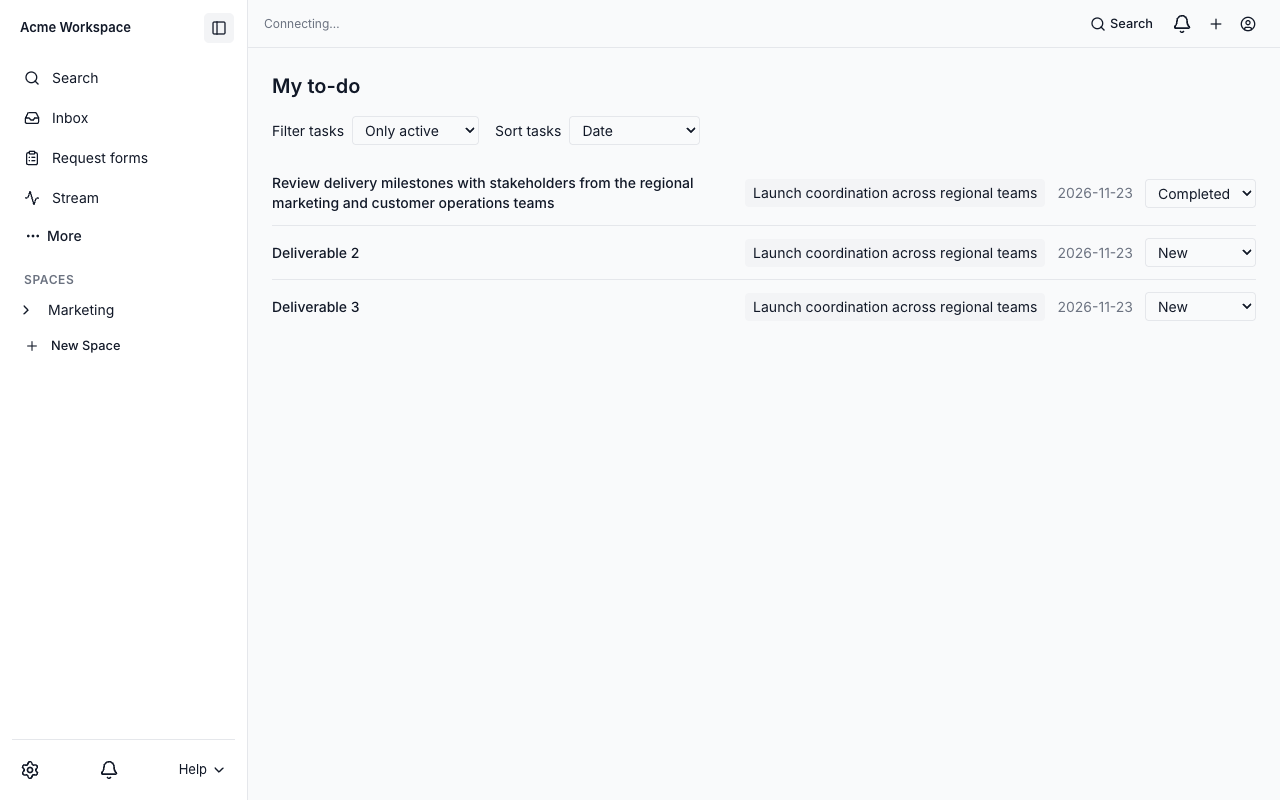 Acme Workspace
Connecting...
Search
Search
Inbox
Request forms
Stream
More
SPACES
Marketing
New Space
Help
My to-do
Filter tasks Only active Sort tasks Date
Review delivery milestones with stakeholders from the regional
marketing and customer operations teams
Launch coordination across regional teams 2026-11-23 Completed
Deliverable 2 Launch coordination across regional teams 2026-11-23 New
Deliverable 3 Launch coordination across regional teams 2026-11-23 New